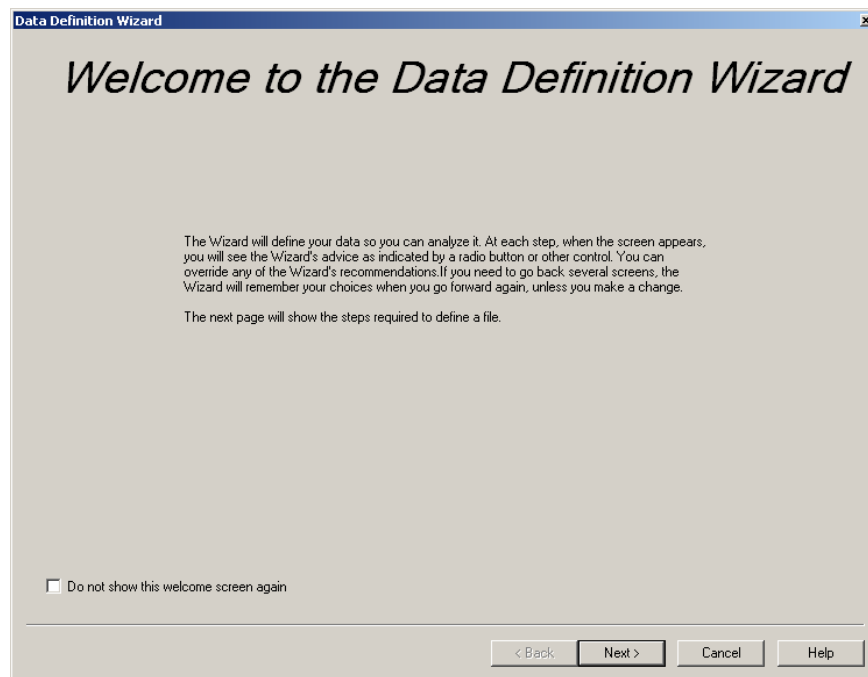 Data Definition Wizard
Welcome to the Data Definition Wizard
The Wizard will define your data so you can analyze it. At each step, when the screen appears,
you will see the Wizard's advice as indicated by a radio button or other control. You can
override any of the Wizard's recommendations.If you need to go back several screens, the
Wizard will remember your choices when you go forward again, unless you make a change.
The next page will show the steps required to define a file.
Do not show this welcome screen again
< Back Next > Cancel Help